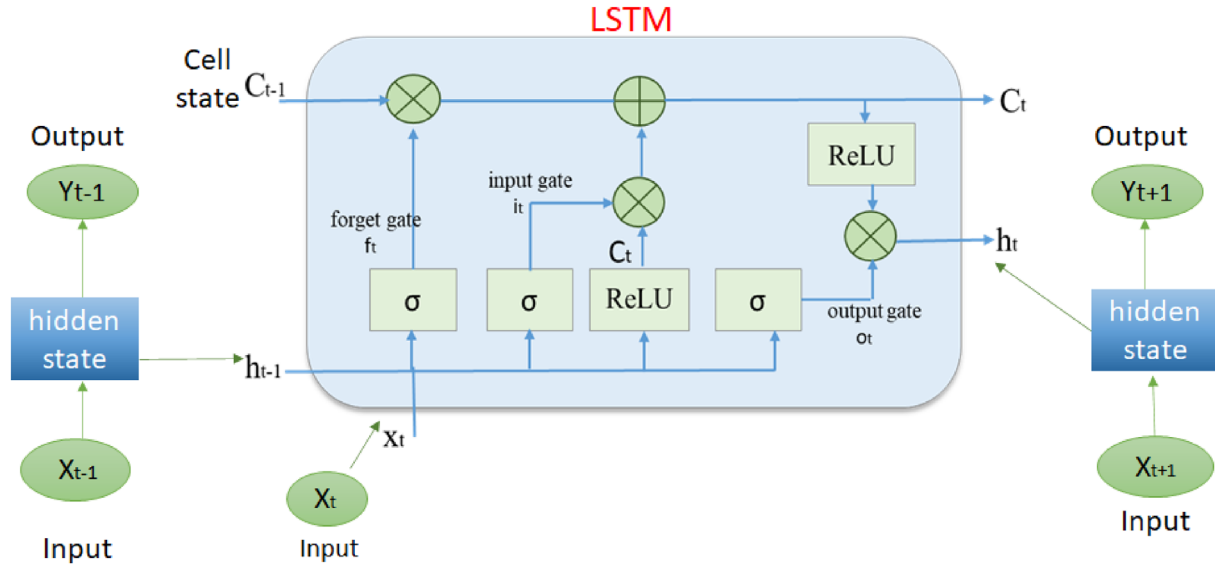 LSTM
Cell
state
Ct-1
Ct
Output
Yt-1
hidden
state
Xt-1
Input
forget gate
ft
input gate
it
Ct
ReLU
σ
σ
ReLU
σ
output gate
ot
ht-1
xt
Xt
Input
ht
Output
Yt+1
hidden
state
Xt+1
Input